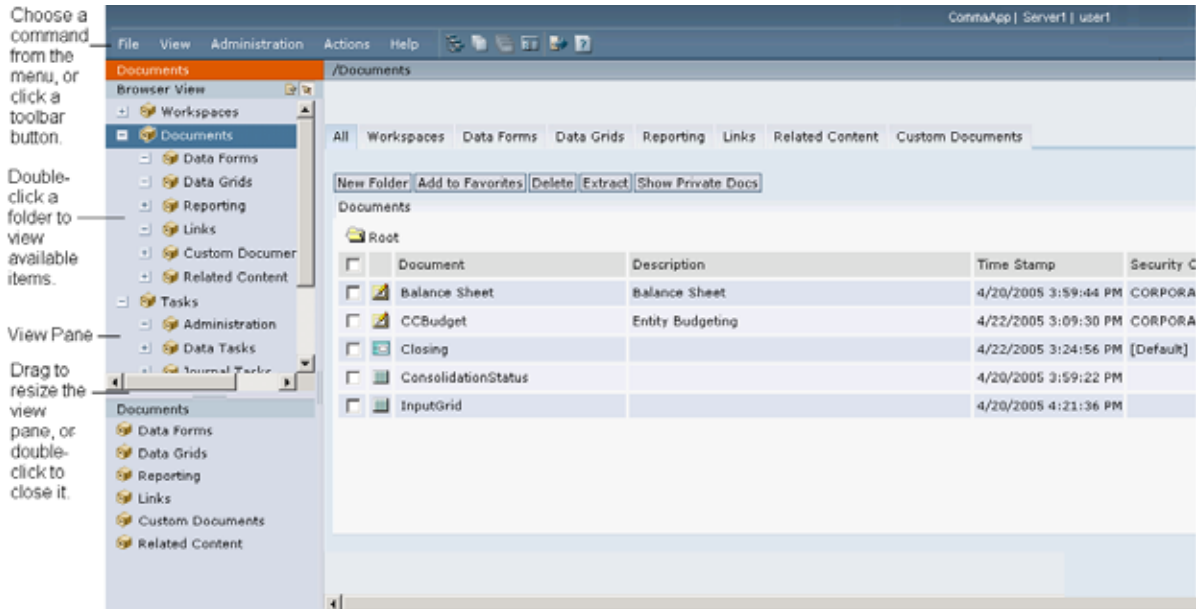 Choose a
command
from the
menu, or
click a
toolbar
button.
Double-
click a
folder to
view
available
items.
View Pane
Drag to
resize the
view
pane, or
double-
click to
close it.
CommaApp | Server1 | user1
File View Administration Actions Help
Documents
/Documents
Browser View
Workspaces
Documents
Data Forms
Data Grids
Reporting
Links
Custom Documer
Related Content
Tasks
Administration
Data Tasks
Journal Tasks
Documents
Data Forms
Data Grids
Reporting
Links
Custom Documents
Related Content
All Workspaces Data Forms Data Grids Reporting Links Related Content Custom Documents
New Folder Add to Favorites Delete Extract Show Private Docs
Documents
Root
Document Description Time Stamp Security C
Balance Sheet Balance Sheet 4/20/2005 3:59:44 PM CORPORA
CCBudget Entity Budgeting 4/22/2005 3:09:30 PM CORPORA
Closing 4/22/2005 3:24:56 PM [Default]
ConsolidationStatus 4/20/2005 3:59:22 PM
InputGrid 4/20/2005 4:21:36 PM